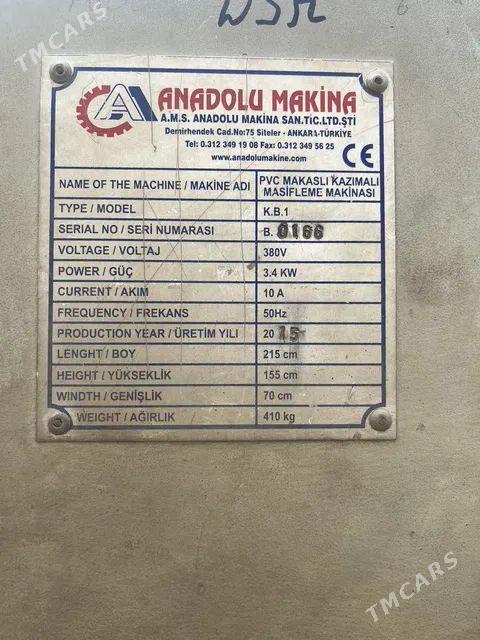 DSM
TMCARS
TMCARS
ANADOLU MAKİNA
A.M.S. ANADOLU MAKİNA SAN.TİC.LTD.ŞTİ
Demirhendek Cad.No:75 Siteler - ANKARA-TÜRKİYE
Tel: 0.312 349 19 08 Fax: 0.312 349 56 25
www.anadolumakine.com
CE
NAME OF THE MACHINE / MAKİNE ADI PVC MAKASLI KAZIMALI
MASİFLEME MAKİNASI
TYPE / MODEL K.B.1
SERIAL NO / SERİ NUMARASI B. 0166
VOLTAGE / VOLTAJ 380V
POWER / GÜÇ 3.4 KW
CURRENT / AKIM 10 A
FREQUENCY / FREKANS 50Hz
PRODUCTION YEAR / ÜRETİM YILI 20 15
LENGHT / BOY 215 cm
HEIGHT / YÜKSEKLİK 155 cm
WINDTH / GENİŞLİK 70 cm
WEIGHT / AĞIRLIK 410 kg
TMCARS